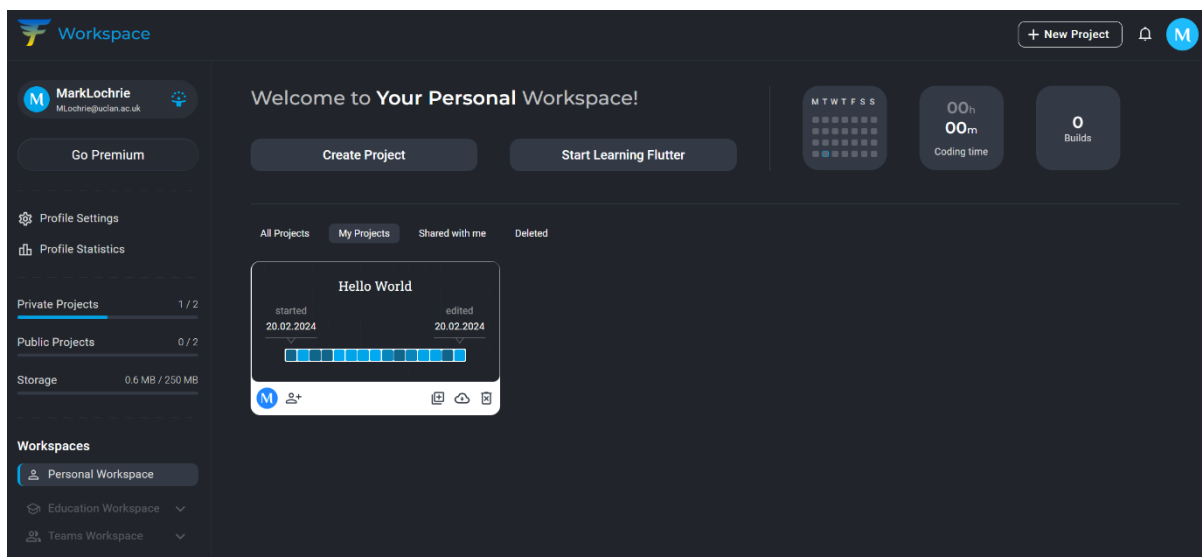 Workspace
+ New Project
M
M
MarkLochrie
MLochrie@uclan.ac.uk
Go Premium
Profile Settings
Profile Statistics
Private Projects 1 / 2
Public Projects 0 / 2
Storage 0.6 MB / 250 MB
Workspaces
Personal Workspace
Education Workspace
Teams Workspace
Welcome to Your Personal Workspace!
Create Project
Start Learning Flutter
M T W T F S S
00h
00m
Coding time
0
Builds
All Projects My Projects Shared with me Deleted
Hello World
started edited
20.02.2024 20.02.2024
M